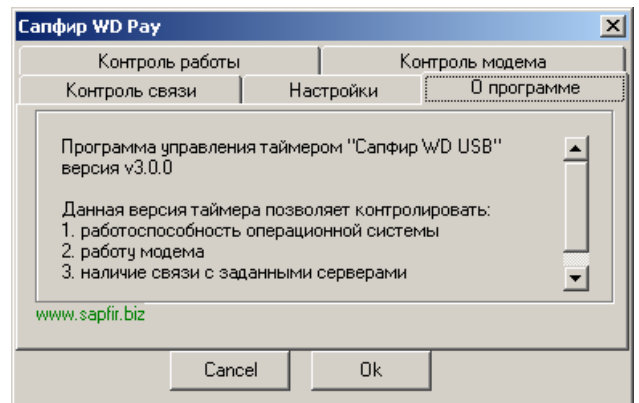 Сапфир WD Pay
Контроль работы
Контроль модема
Контроль связи
Настройки
О программе
Программа управления таймером "Сапфир WD USB"
версия v3.0.0
Данная версия таймера позволяет контролировать:
1. работоспособность операционной системы
2. работу модема
3. наличие связи с заданными серверами
www.sapfir.biz
Cancel
Ok